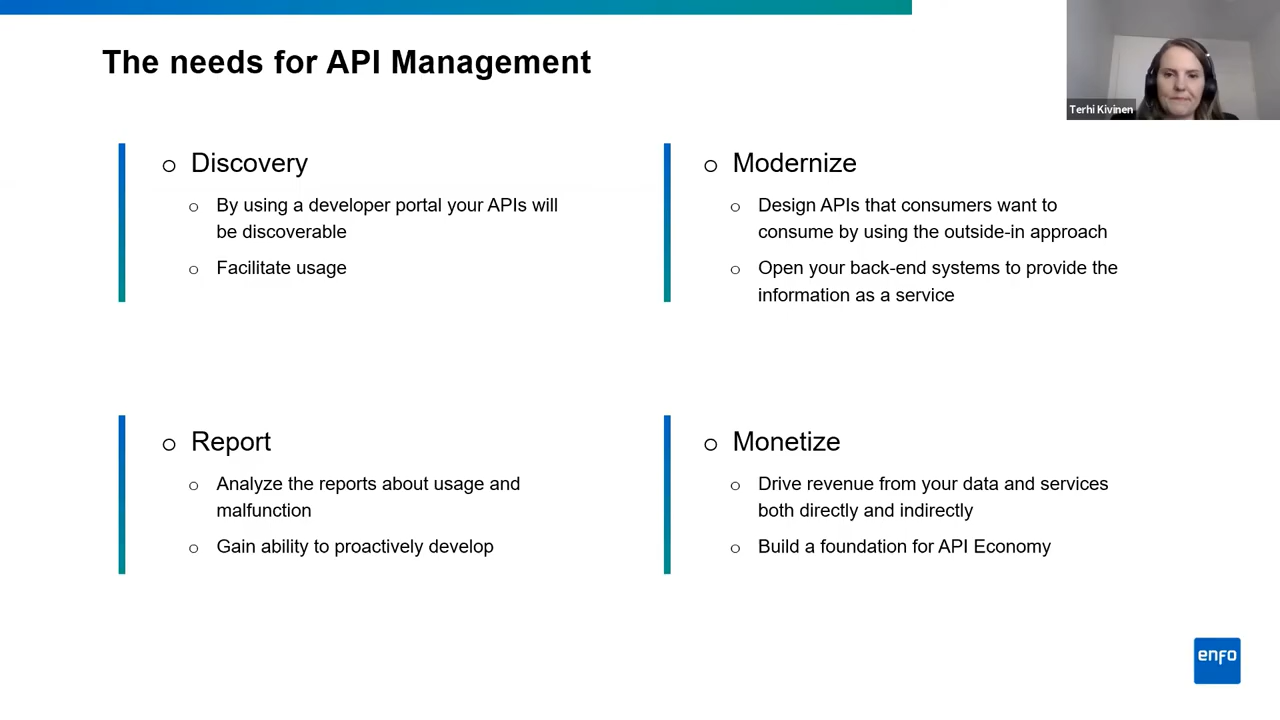 The needs for API Management
Terhi Kivinen
Discovery
By using a developer portal your APIs will
be discoverable
Facilitate usage
Modernize
Design APIs that consumers want to
consume by using the outside-in approach
Open your back-end systems to provide the
information as a service
Report
Analyze the reports about usage and
malfunction
Gain ability to proactively develop
Monetize
Drive revenue from your data and services
both directly and indirectly
Build a foundation for API Economy
enfo